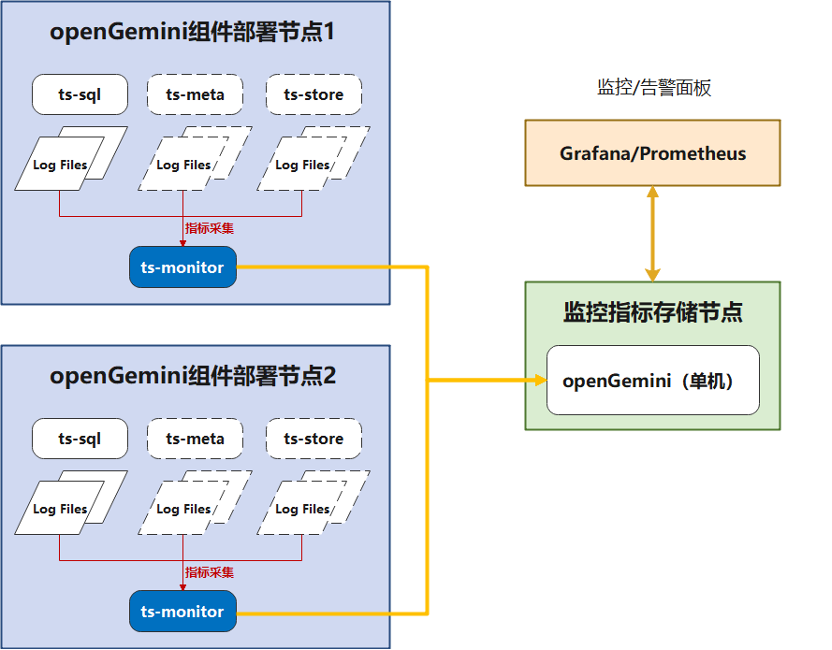 openGemini组件部署节点1
ts-sql
ts-meta
ts-store
Log Files
Log Files
Log Files
指标采集
ts-monitor
openGemini组件部署节点2
ts-sql
ts-meta
ts-store
Log Files
Log Files
Log Files
指标采集
ts-monitor
监控/告警面板
Grafana/Prometheus
监控指标存储节点
openGemini（单机）